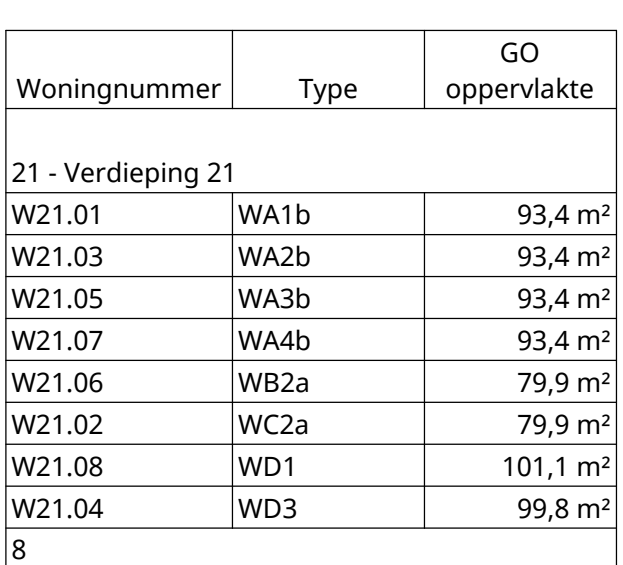 Woningnummer Type GO oppervlakte
21 - Verdieping 21
W21.01 WA1b 93,4 m²
W21.03 WA2b 93,4 m²
W21.05 WA3b 93,4 m²
W21.07 WA4b 93,4 m²
W21.06 WB2a 79,9 m²
W21.02 WC2a 79,9 m²
W21.08 WD1 101,1 m²
W21.04 WD3 99,8 m²
8